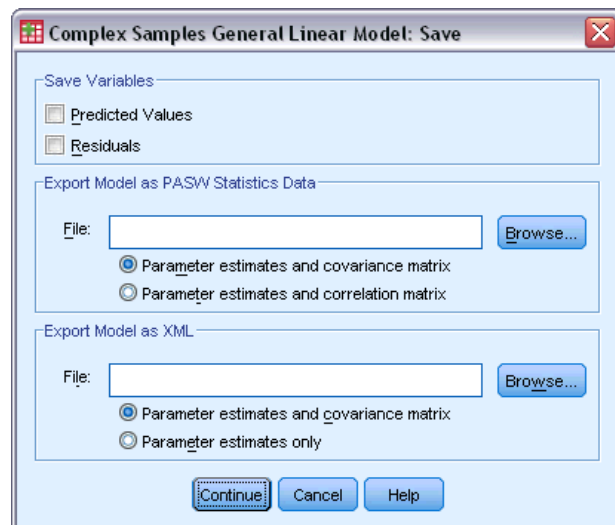 Complex Samples General Linear Model: Save
Save Variables
Predicted Values
Residuals
Export Model as PASW Statistics Data
File:
Browse...
Parameter estimates and covariance matrix
Parameter estimates and correlation matrix
Export Model as XML
File:
Browse...
Parameter estimates and covariance matrix
Parameter estimates only
Continue Cancel Help